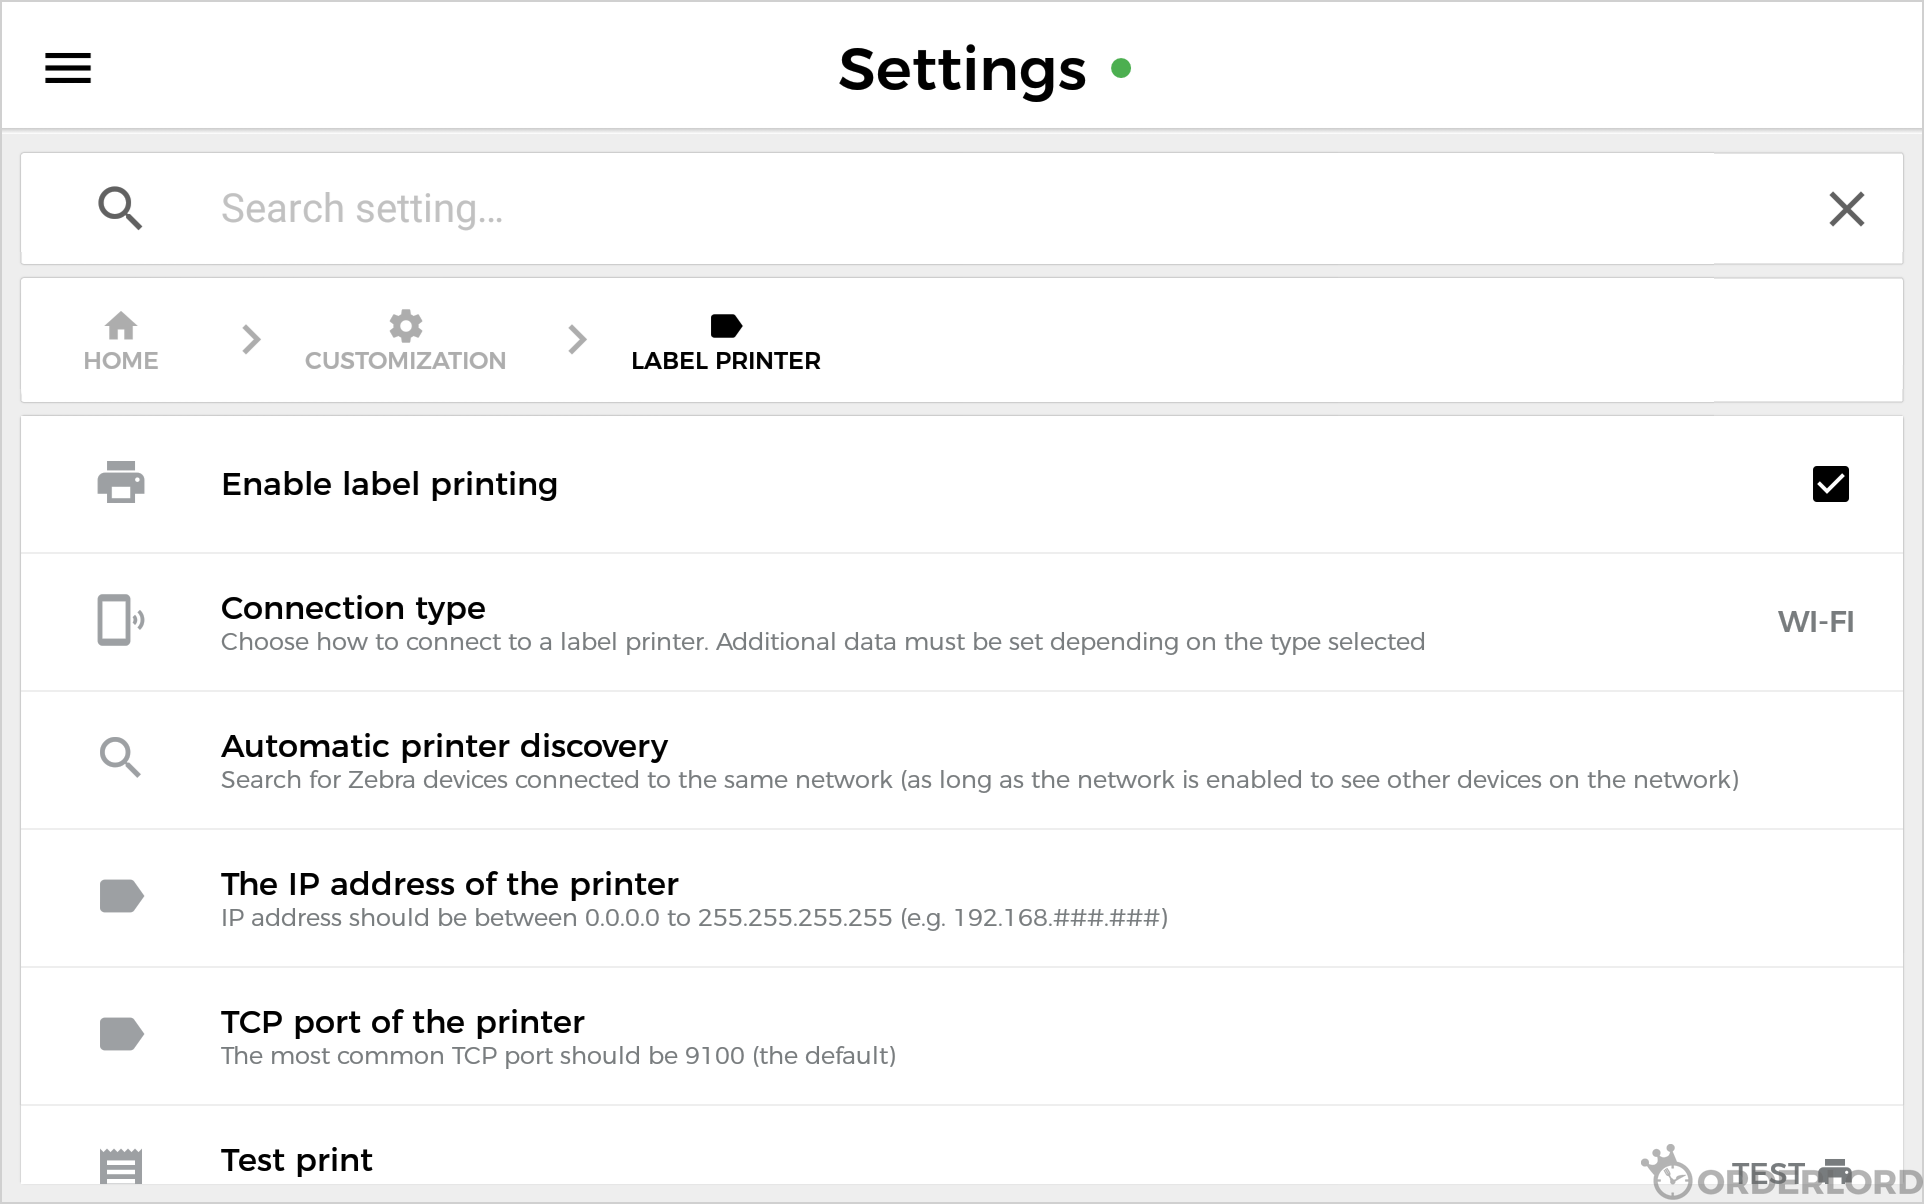 Settings
Search setting...
HOME
CUSTOMIZATION
LABEL PRINTER
Enable label printing
Connection type
Choose how to connect to a label printer. Additional data must be set depending on the type selected
WI-FI
Automatic printer discovery
Search for Zebra devices connected to the same network (as long as the network is enabled to see other devices on the network)
The IP address of the printer
IP address should be between 0.0.0.0 to 255.255.255.255 (e.g. 192.168.###.###)
TCP port of the printer
The most common TCP port should be 9100 (the default)
Test print
TEST
ORDERLORD